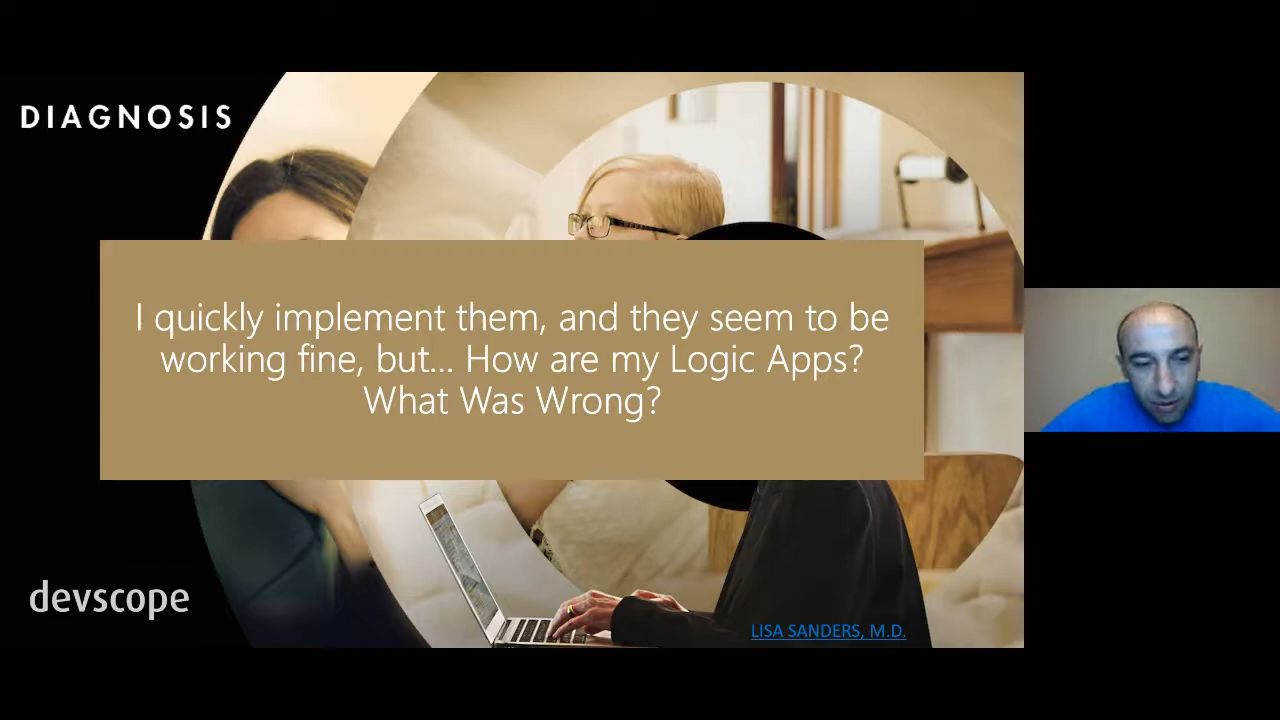 DIAGNOSIS
I quickly implement them, and they seem to be
working fine, but... How are my Logic Apps?
What Was Wrong?
devscope
LISA SANDERS, M.D.